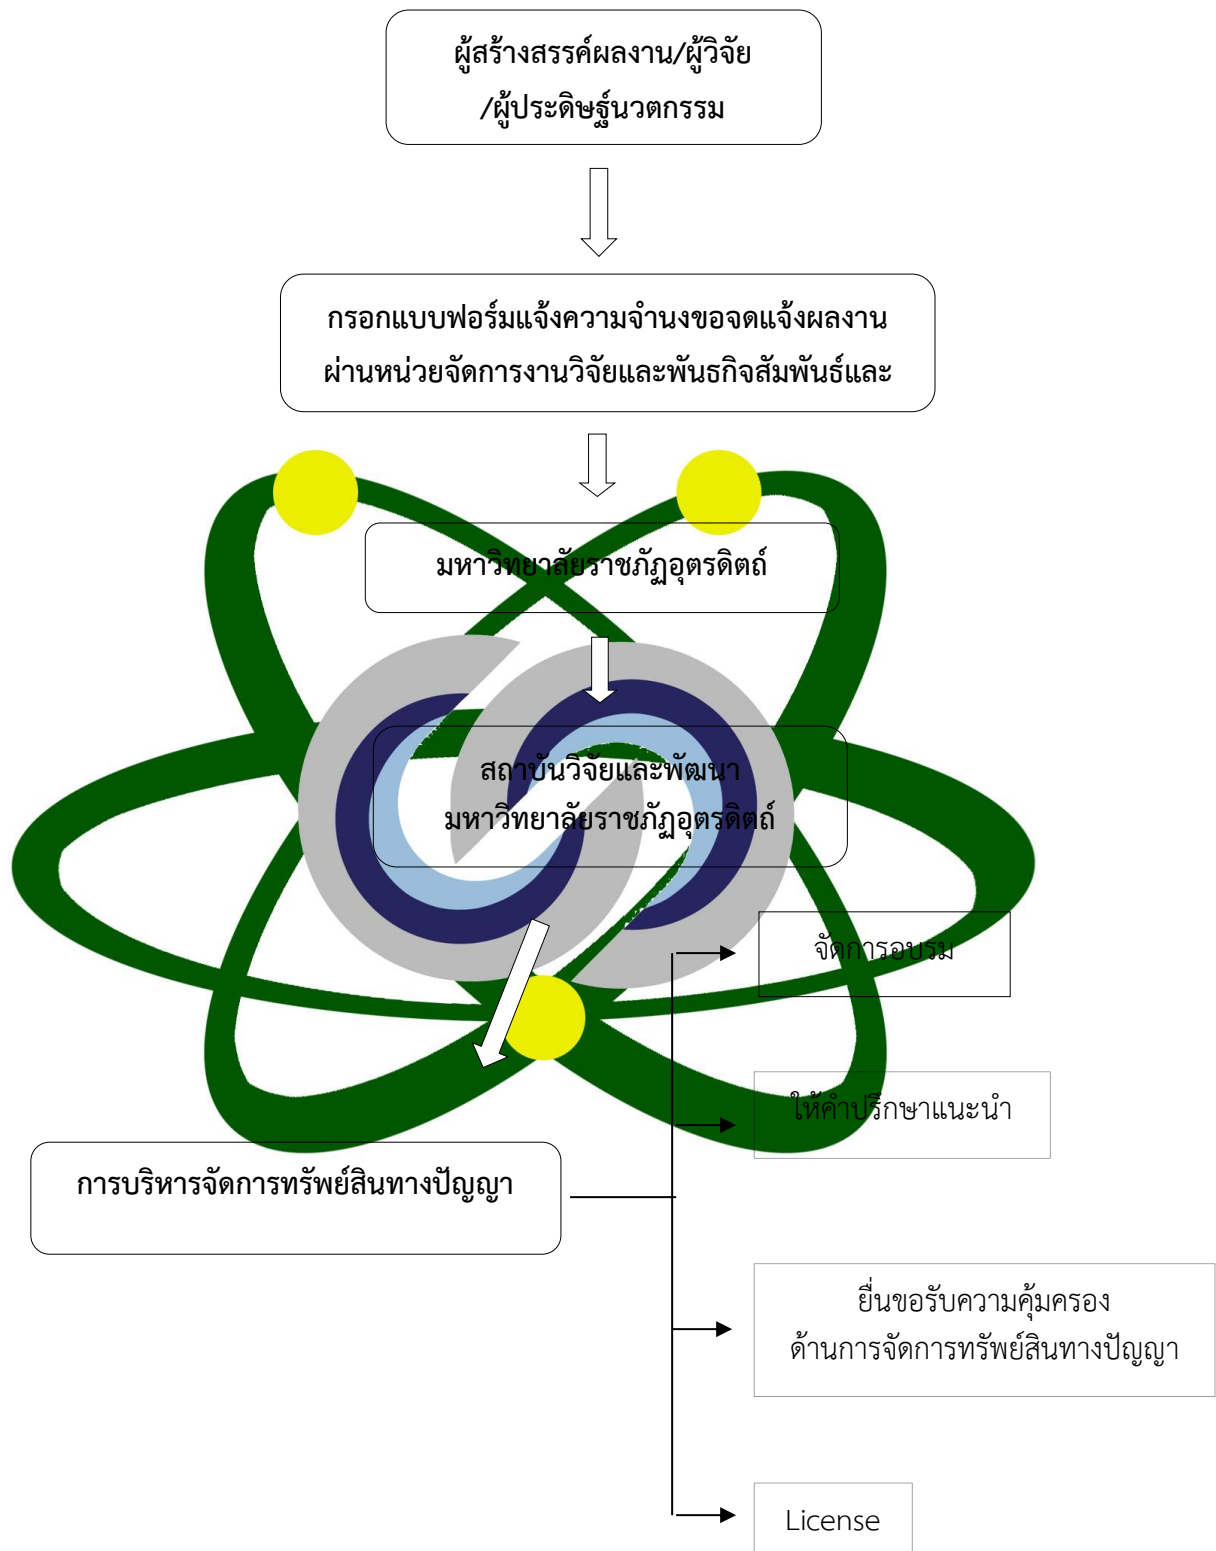 ผู้สร้างสรรค์ผลงาน/ผู้วิจัย
/ผู้ประดิษฐ์นวตกรรม
กรอกแบบฟอร์มแจ้งความจำนงขอจดแจ้งผลงาน
ผ่านหน่วยจัดการงานวิจัยและพันธกิจสัมพันธ์และ
มหาวิทยาลัยราชภัฏอุตรดิตถ์
สถาบันวิจัยและพัฒนา
มหาวิทยาลัยราชภัฏอุตรดิตถ์
จัดการอบรม
ให้คำปรึกษาแนะนำ
การบริหารจัดการทรัพย์สินทางปัญญา
ยื่นขอรับความคุ้มครอง
ด้านการจัดการทรัพย์สินทางปัญญา
License